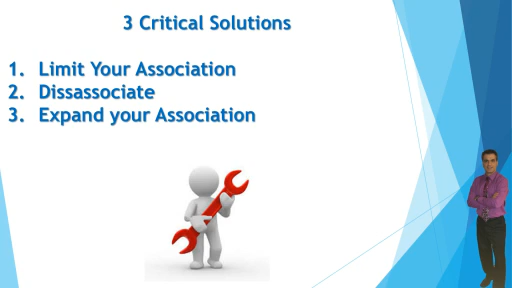 3 Critical Solutions
1. Limit Your Association
2. Dissassociate
3. Expand your Association